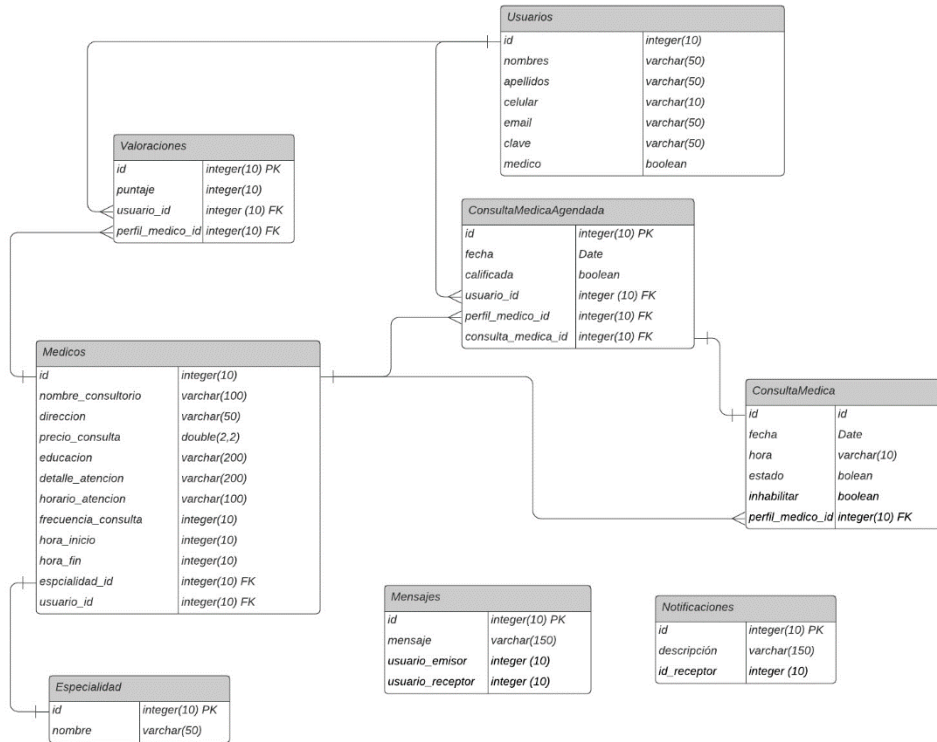 Usuarios
id integer(10)
nombres varchar(50)
apellidos varchar(50)
celular varchar(10)
email varchar(50)
clave varchar(50)
medico boolean
Valoraciones
id integer(10) PK
puntaje integer(10)
usuario_id integer (10) FK
perfil_medico_id integer(10) FK
ConsultaMedicaAgendada
id integer(10) PK
fecha Date
calificada boolean
usuario_id integer (10) FK
perfil_medico_id integer(10) FK
consulta_medica_id integer(10) FK
Medicos
id integer(10)
nombre_consultorio varchar(100)
direccion varchar(50)
precio_consulta double(2,2)
educacion varchar(200)
detalle_atencion varchar(200)
horario_atencion varchar(100)
frecuencia_consulta integer(10)
hora_inicio integer(10)
hora_fin integer(10)
espcialidad_id integer(10) FK
usuario_id integer(10) FK
ConsultaMedica
id id
fecha Date
hora varchar(10)
estado bolean
inhabilitar boolean
perfil_medico_id integer(10) FK
Mensajes
id integer(10) PK
mensaje varchar(150)
usuario_emisor integer (10)
usuario_receptor integer (10)
Notificaciones
id integer(10) PK
descripción varchar(150)
id_receptor integer (10)
Especialidad
id integer(10) PK
nombre varchar(50)